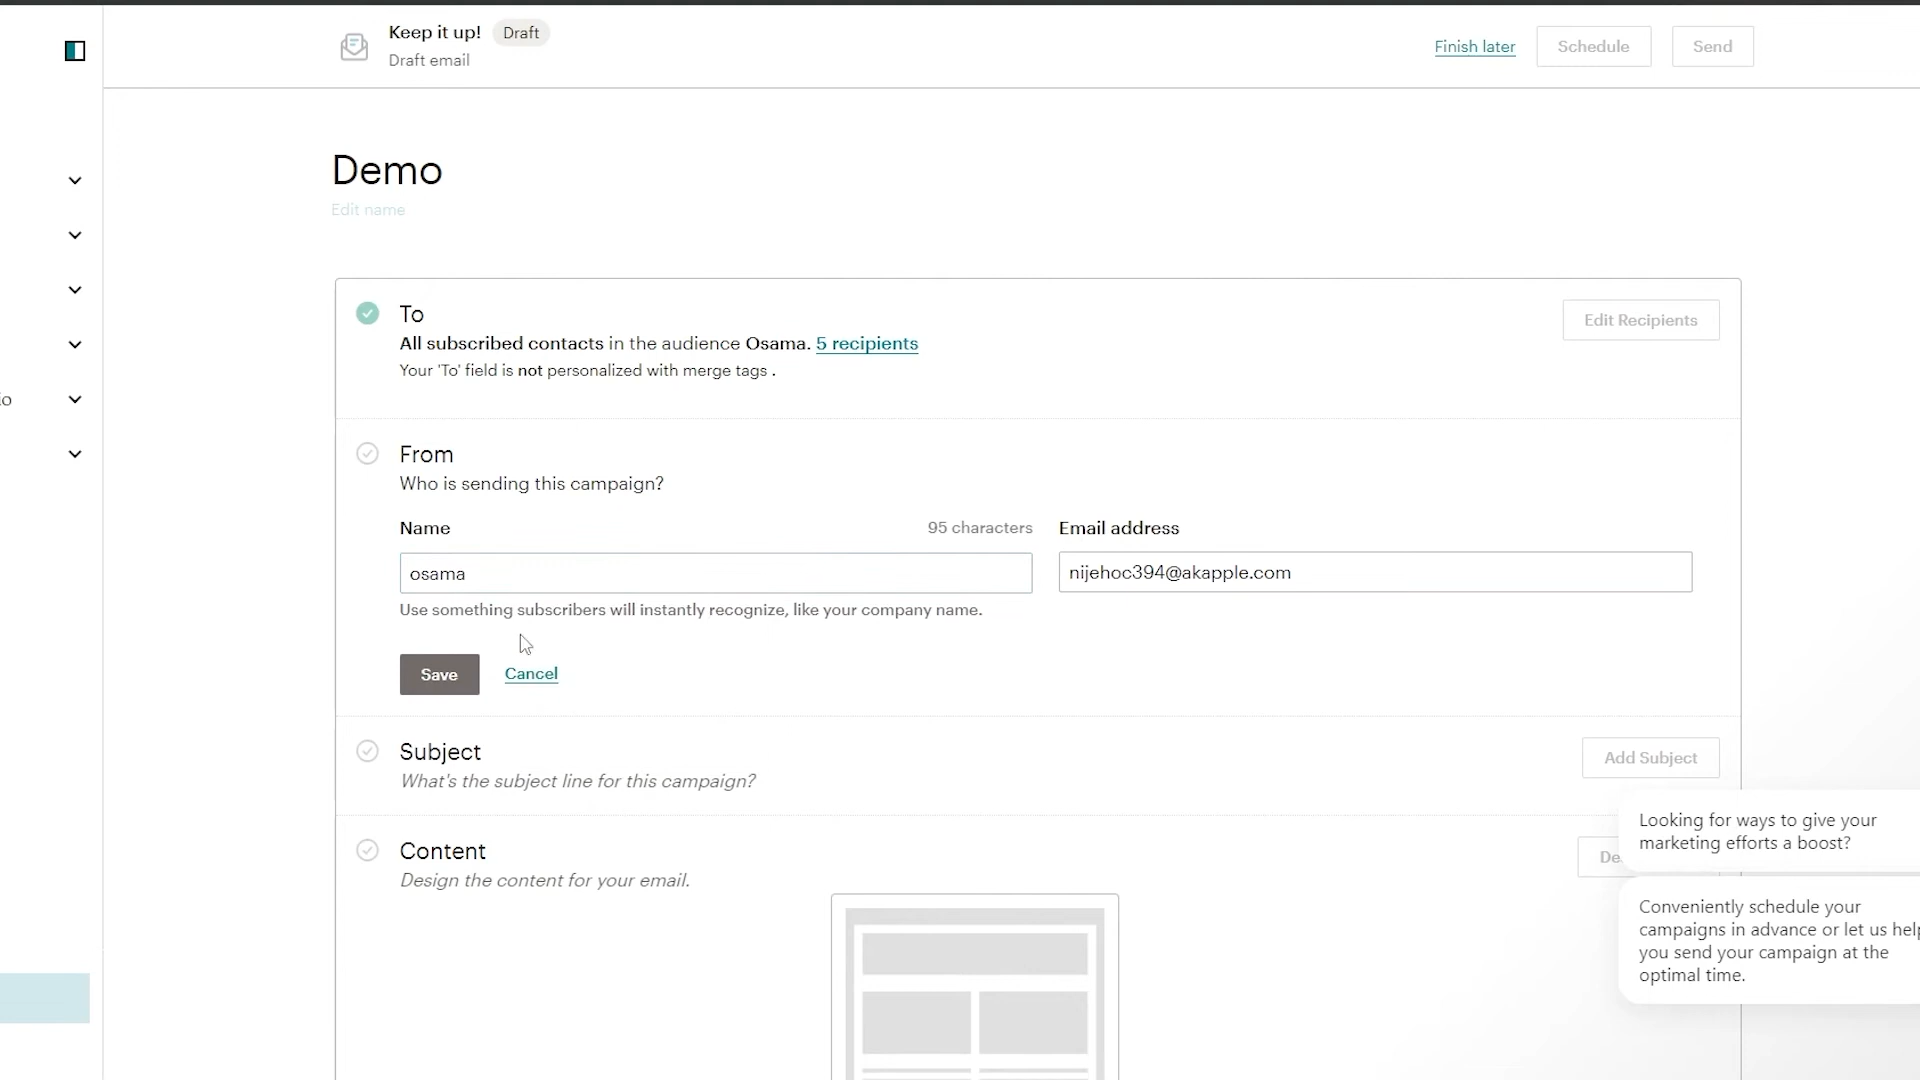 Keep it up! Draft
Draft email
Finish later
Schedule
Send
Demo
Edit name
To
All subscribed contacts in the audience Osama. 5 recipients
Your 'To' field is not personalized with merge tags .
Edit Recipients
From
Who is sending this campaign?
Name
95 characters
Email address
osama
nijehoc394@akapple.com
Use something subscribers will instantly recognize, like your company name.
Save
Cancel
Subject
What's the subject line for this campaign?
Add Subject
Content
Design the content for your email.
Looking for ways to give your
marketing efforts a boost?
Conveniently schedule your
campaigns in advance or let us help
you send your campaign at the
optimal time.